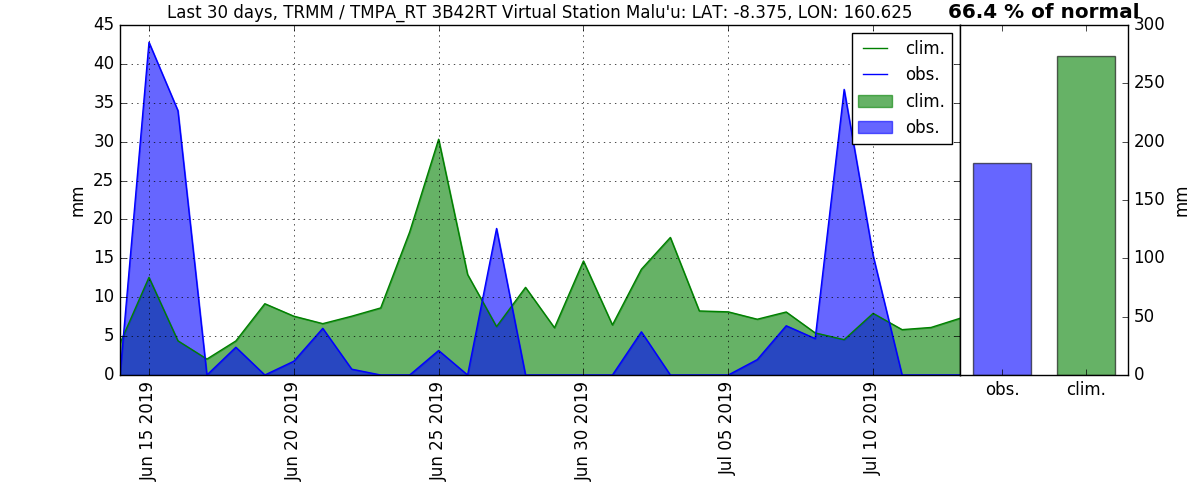 Last 30 days, TRMM / TMPA_RT 3B42RT Virtual Station Malu'u: LAT: -8.375, LON: 160.625
66.4 % of normal
45
40
35
30
25
20
15
10
5
0
mm
clim.
obs.
clim.
obs.
Jun 15 2019
Jun 20 2019
Jun 25 2019
Jun 30 2019
Jul 05 2019
Jul 10 2019
300
250
200
150
100
50
0
mm
obs.
clim.